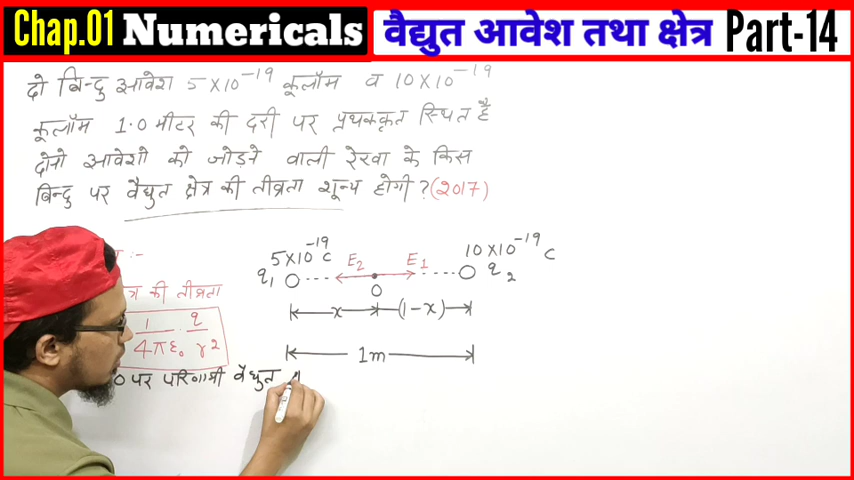 Chap.01 Numericals वैद्युत आवेश तथा क्षेत्र Part-14
दो बिन्दु आवेश 5×10⁻¹⁹ कूलॉम व 10×10⁻¹⁹
कूलॉम 1.0 मीटर की दरी पर प्रथककृत स्थित है
दोनो आवेशो को जोड़ने वाली रेखा के किस
बिन्दु पर वैद्युत क्षेत्र की तीव्रता शून्य होगी ? (2017)
:-
5×10⁻¹⁹ c
10×10⁻¹⁹ c
E₂ E₁
q₁ O q₂
x (1-x)
1m
त्र की तीव्रता
1 q
4πε₀ r²
O पर परिणामी वैद्युत